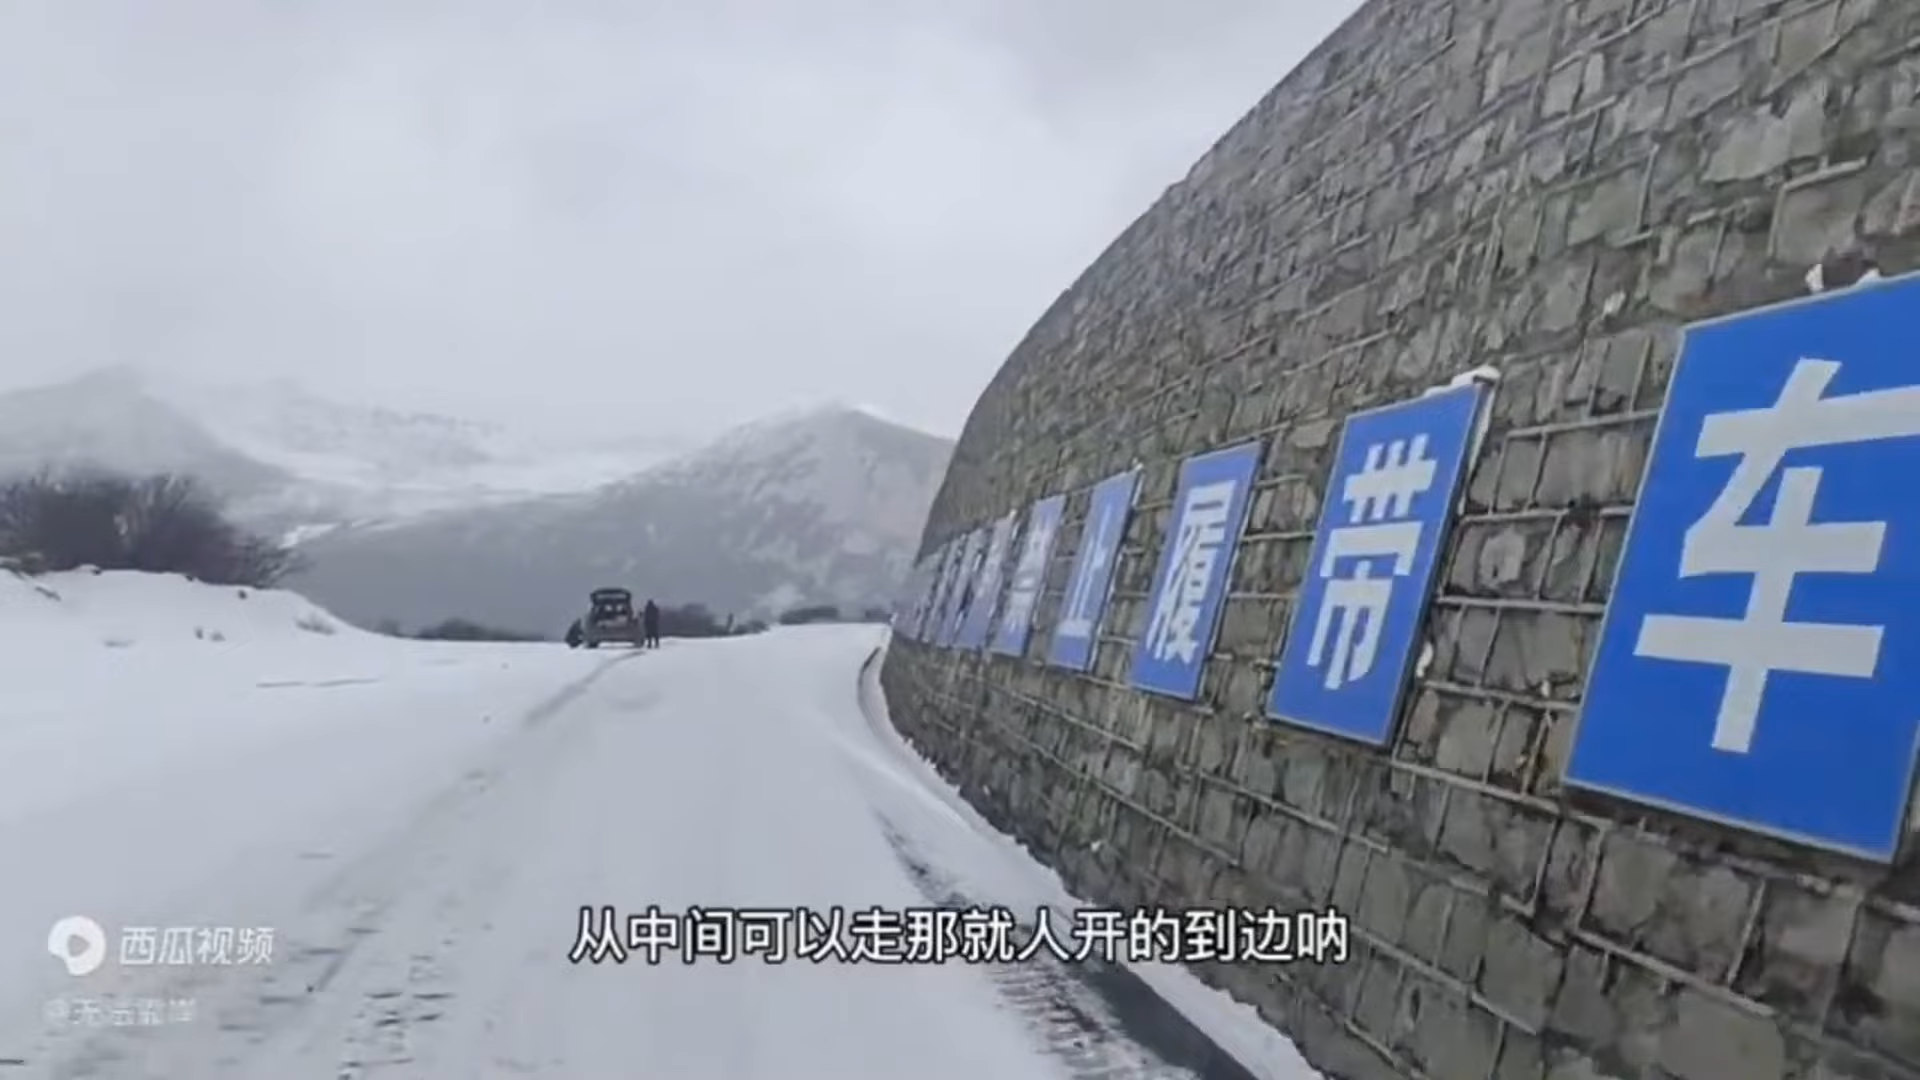 禁止履带车
从中间可以走那就人开的到边呐
西瓜视频